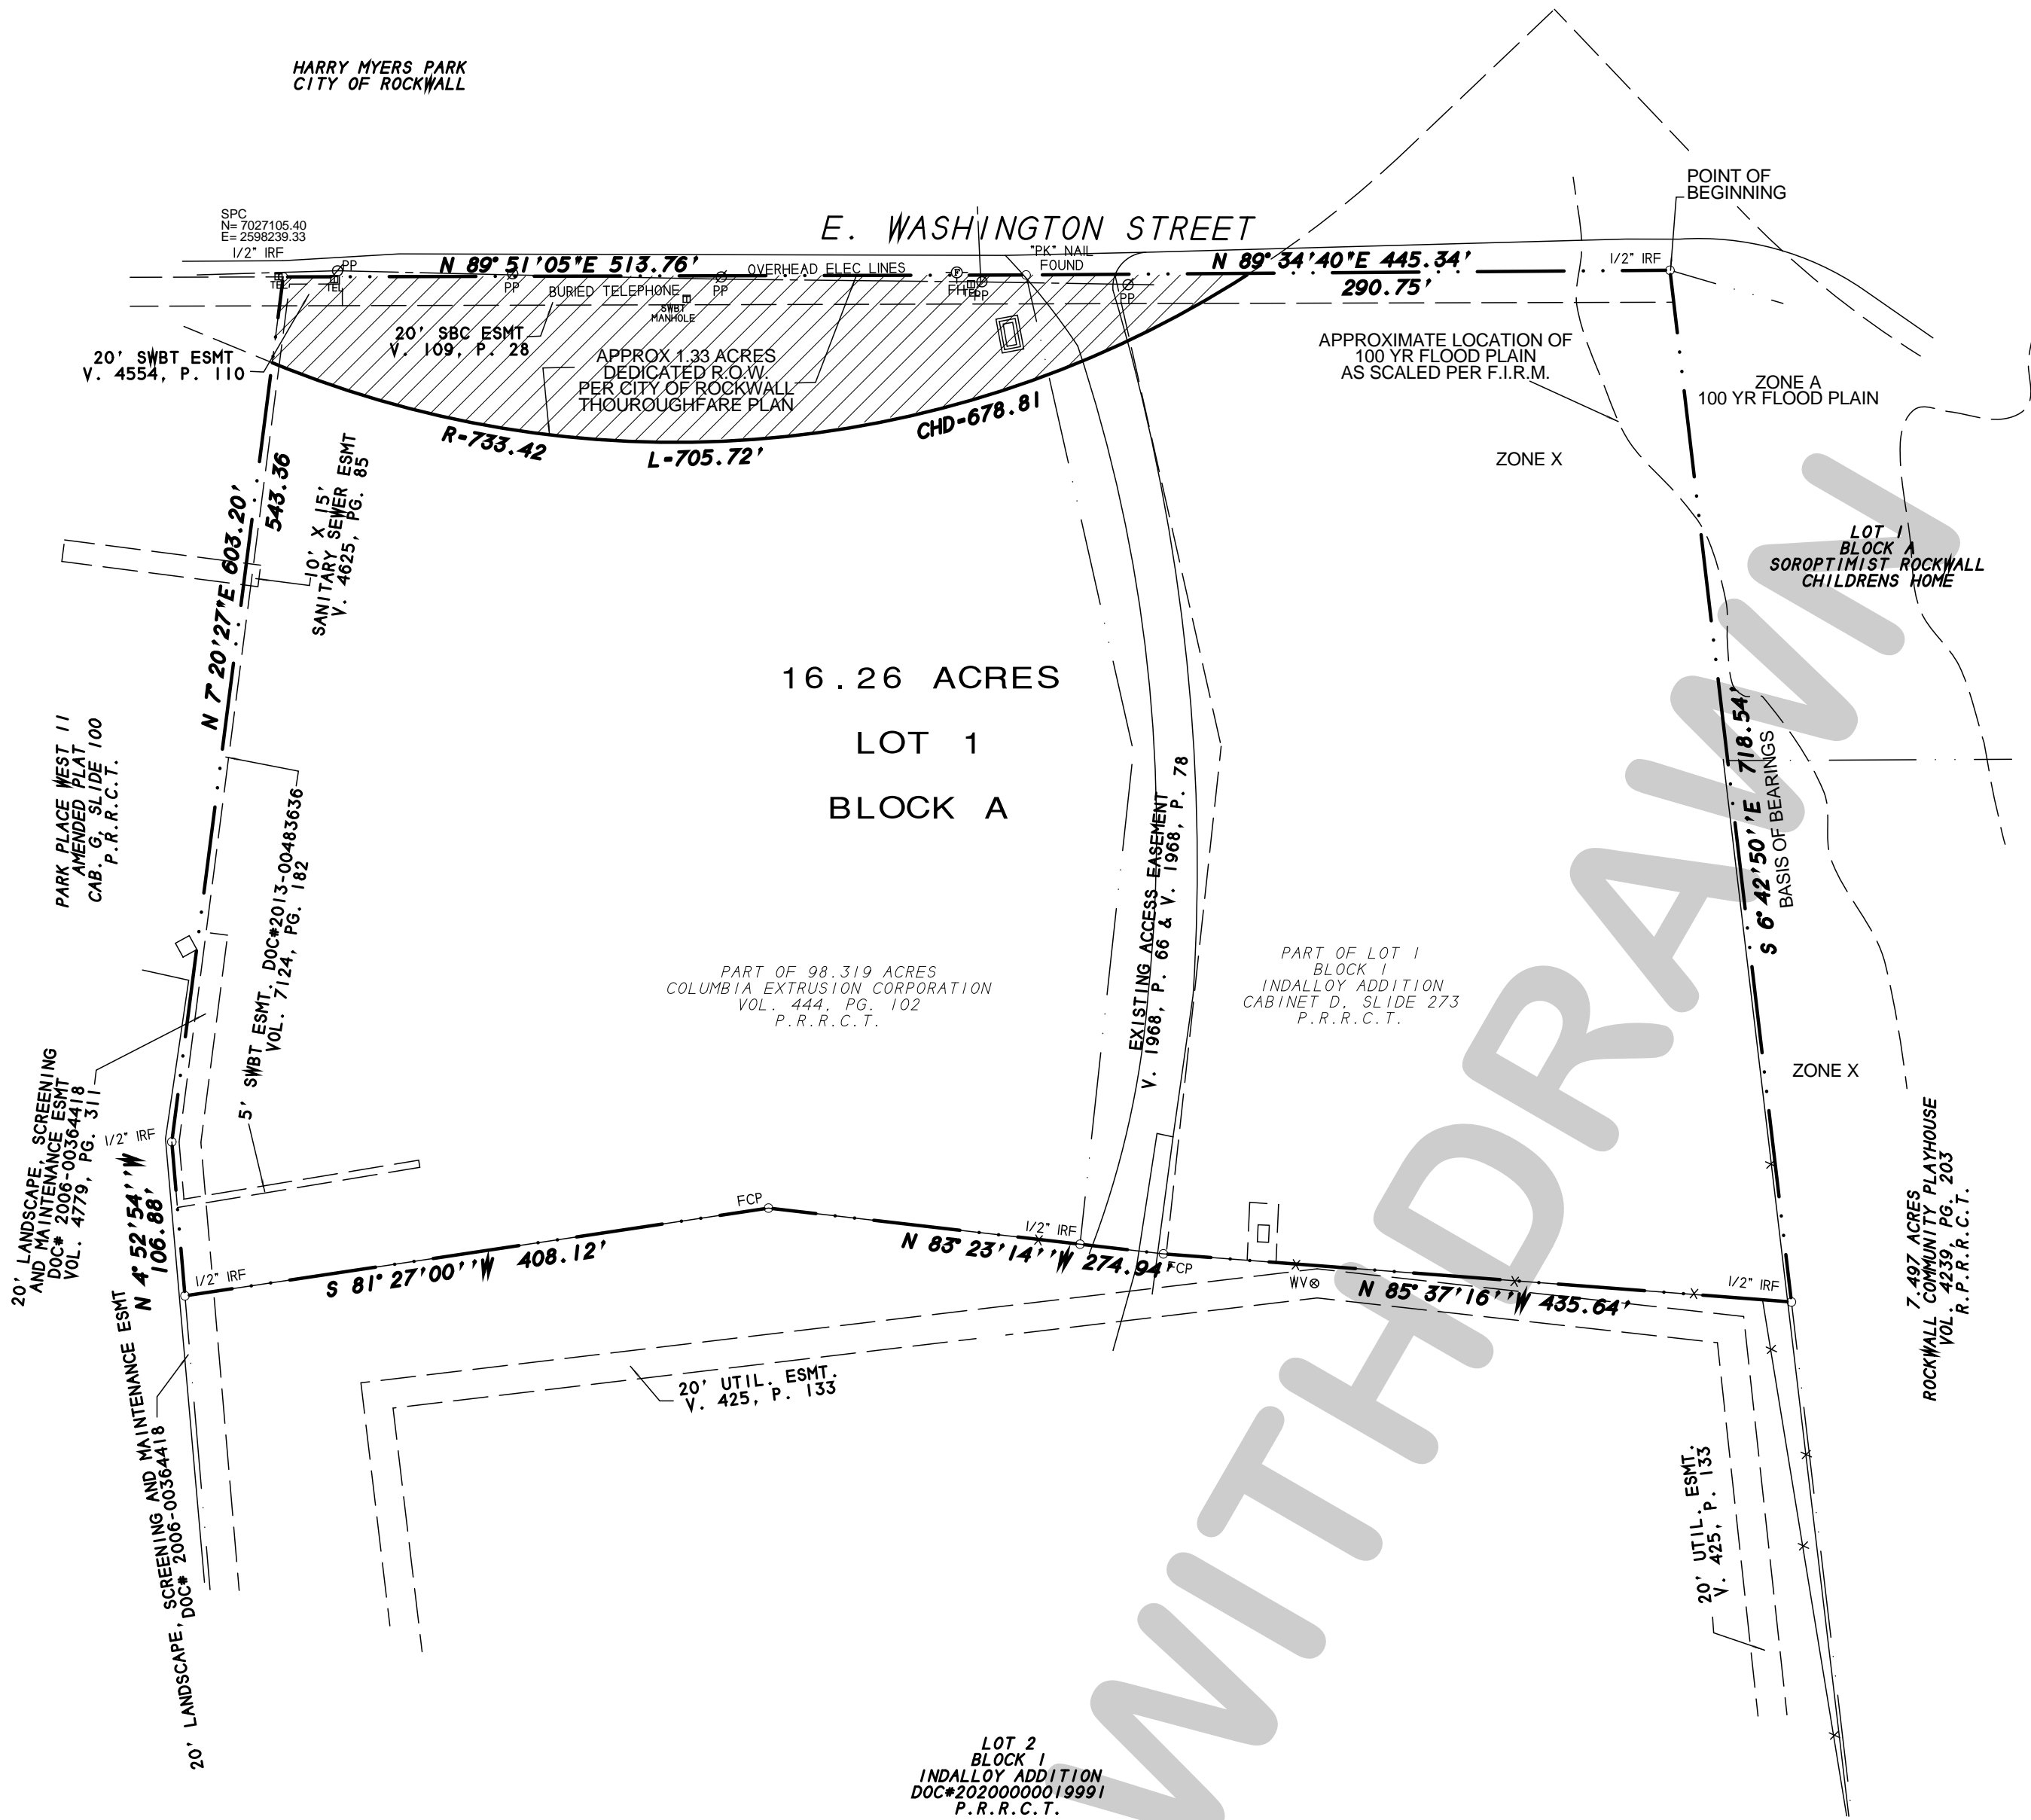 HARRY MYERS PARK
CITY OF ROCKWALL
POINT OF
BEGINNING
SPC
N= 7027105.40
E= 2598239.33
1/2" IRF
E. WASHINGTON STREET
"PK" NAIL
FOUND
PP
N 89° 51'05"E 513.76'
OVERHEAD ELEC LINES
N 89° 34'40"E 445.34'
290.75'
1/2" IRF
TEL
TEL
PP
BURIED TELEPHONE
PP
FH
TEL
PP
PP
SWBT
MANHOLE
20' SBC ESMT
V. 109, P. 28
20' SWBT ESMT
V. 4554, P. 110
APPROX 1.33 ACRES
DEDICATED R.O.W.
PER CITY OF ROCKWALL
THOUROUGHFARE PLAN
APPROXIMATE LOCATION OF
100 YR FLOOD PLAIN
AS SCALED PER F.I.R.M.
ZONE A
100 YR FLOOD PLAIN
R-733.42
L-705.72'
CHD-678.81
ZONE X
N 7° 20'27"E 603.20'
543.36
10' X 15'
SANITARY SEWER ESMT
V. 4625, PG. 85
LOT 1
BLOCK A
SOROPTIMIST ROCKWALL
CHILDRENS HOME
16.26 ACRES
LOT 1
BLOCK A
PARK PLACE WEST II
AMENDED PLAT
CAB. G, SLIDE 100
P.R.R.C.T.
S 6° 42'50''E 718.54'
BASIS OF BEARINGS
5' SWBT ESMT. DOC#2013-00483636
VOL. 7124, PG. 182
EXISTING ACCESS EASEMENT
V. 1968, P. 66 & V. 1968, P. 78
PART OF 98.319 ACRES
COLUMBIA EXTRUSION CORPORATION
VOL. 444, PG. 102
P.R.R.C.T.
PART OF LOT 1
BLOCK 1
INDALLOY ADDITION
CABINET D, SLIDE 273
P.R.R.C.T.
ZONE X
20' LANDSCAPE, SCREENING
AND MAINTENANCE ESMT
DOC# 2006-00364418
VOL. 4779, PG. 311
1/2" IRF
N 4° 52'54''W
106.88'
7.497 ACRES
ROCKWALL COMMUNITY PLAYHOUSE
VOL. 4239, PG. 203
R.P.R.R.C.T.
FCP
1/2" IRF
N 83° 23'14''W 274.94'
FCP
1/2" IRF
S 81° 27'00''W 408.12'
WV
N 85° 37'16''W 435.64'
1/2" IRF
20' UTIL. ESMT.
V. 425, P. 133
20' LANDSCAPE, SCREENING AND MAINTENANCE ESMT
DOC# 2006-00364418
20' UTIL. ESMT.
V. 425, P. 133
LOT 2
BLOCK 1
INDALLOY ADDITION
DOC#20200000019991
P.R.R.C.T.
WITHDRAWN